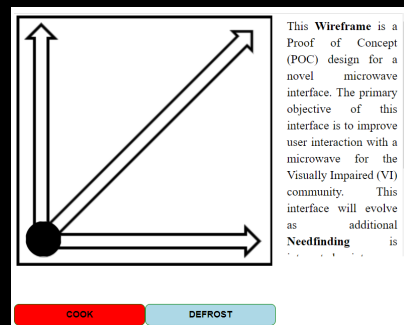 This Wireframe is a
Proof of Concept
(POC) design for a
novel microwave
interface. The primary
objective of this
interface is to improve
user interaction with a
microwave for the
Visually Impaired (VI)
community. This
interface will evolve
as additional
Needfinding is
COOK
DEFROST